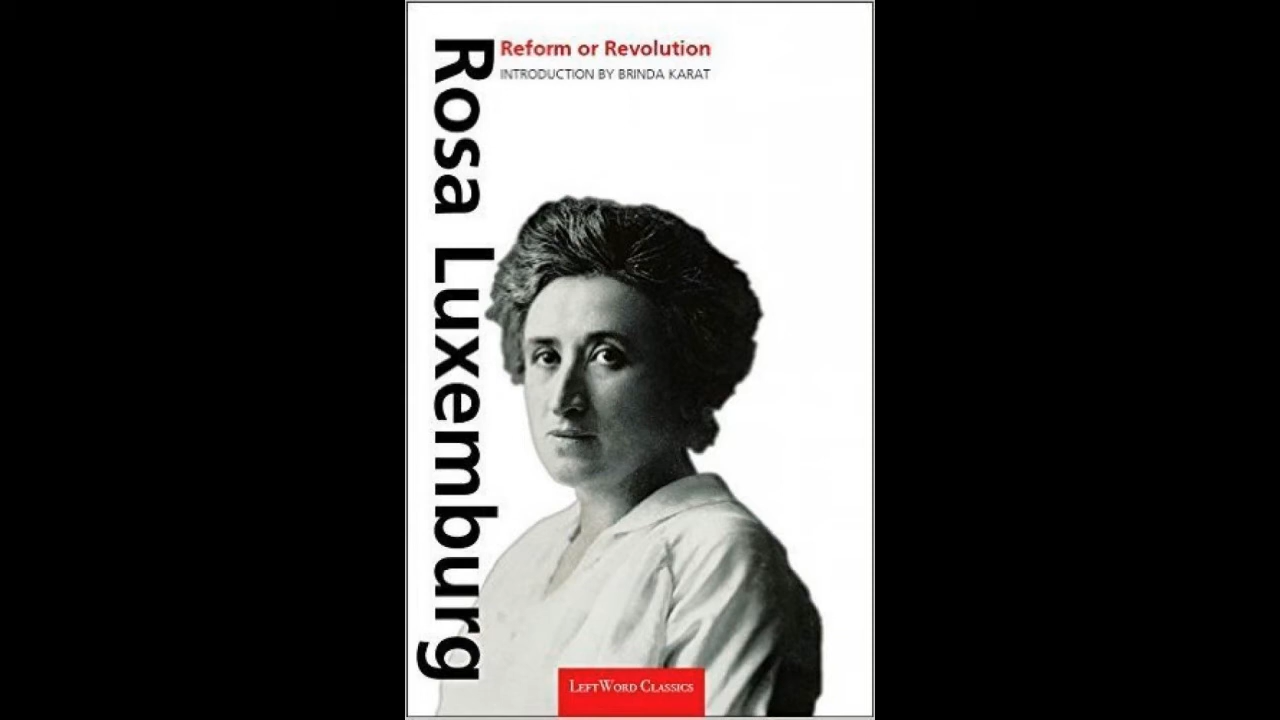 Reform or Revolution
INTRODUCTION BY BRINDA KARAT
Rosa Luxemburg
LEFTWORD CLASSICS